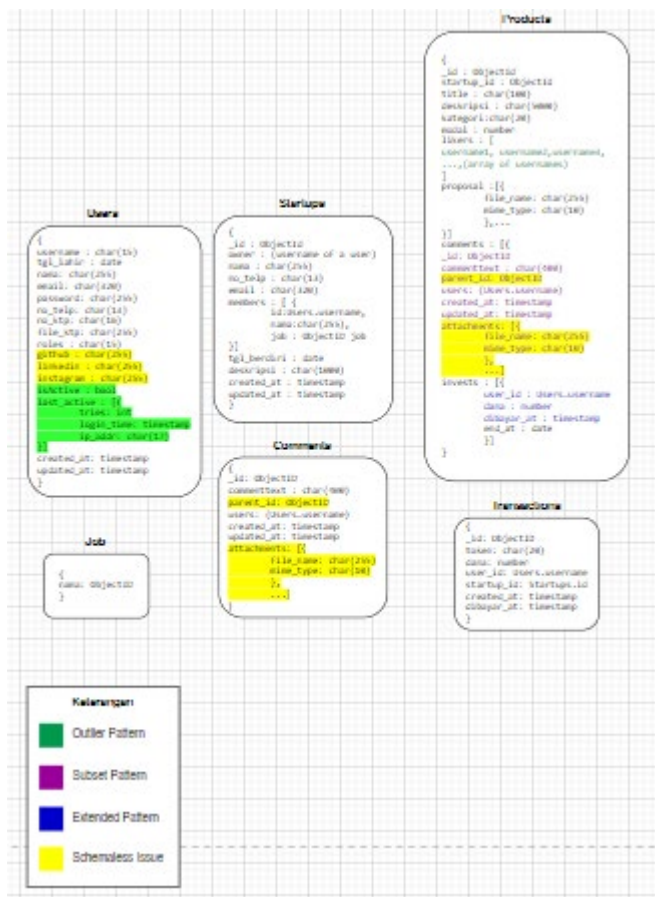 Products
{
_id : ObjectId
startup_id : ObjectId
title : char(100)
deskripsi : char(5000)
kategori:char(20)
modal : number
likers : [
username1, username2,username4,
...,(array of usernames)
]
proposal :[{
file_name: char(255)
mime_type: char(10)
},...
}]
comments : [{
_id: ObjectID
commenttext : char(400)
parent_id: ObjectID
users: (Users.username)
created_at: timestamp
updated_at: timestamp
attachments: [{
file_name: char(255)
mime_type: char(10)
},
...]
invests : [{
user_id : Users.username
dana : number
dibayar_at : timestamp
end_at : date
}]
}
Users
{
username : char(15)
tgl_lahir : date
nama: char(255)
email: char(320)
password: char(255)
no_telp: char(14)
no_ktp: char(16)
file_ktp: char(255)
roles : char(15)
github : char(255)
linkedin : char(255)
instagram : char(255)
isActive : bool
last_active : [{
tries: int
login_time: timestamp
ip_addr: char(17)
}]
created_at: timestamp
updated_at: timestamp
}
Startups
{
_id : ObjectId
owner : (username of a user)
nama : char(255)
no_telp : char(14)
email : char(320)
members : [ {
id:Users.username,
nama:char(255),
job : ObjectID job
}]
tgl_berdiri : date
deskripsi : char(1000)
created_at : timestamp
updated_at : timestamp
}
Comments
{
_id: ObjectID
commenttext : char(400)
parent_id: ObjectID
users: (Users.username)
created_at: timestamp
updated_at: timestamp
attachments: [{
file_name: char(255)
mime_type: char(10)
},
...]
}
Transactions
{
_id: ObjectID
token: char(20)
dana: number
user_id: Users.username
startup_id: Startups.id
created_at: timestamp
dibayar_at: timestamp
}
Job
{
nama: ObjectID
}
Keterangan
Outlier Pattern
Subset Pattern
Extended Pattern
Schemaless Issue